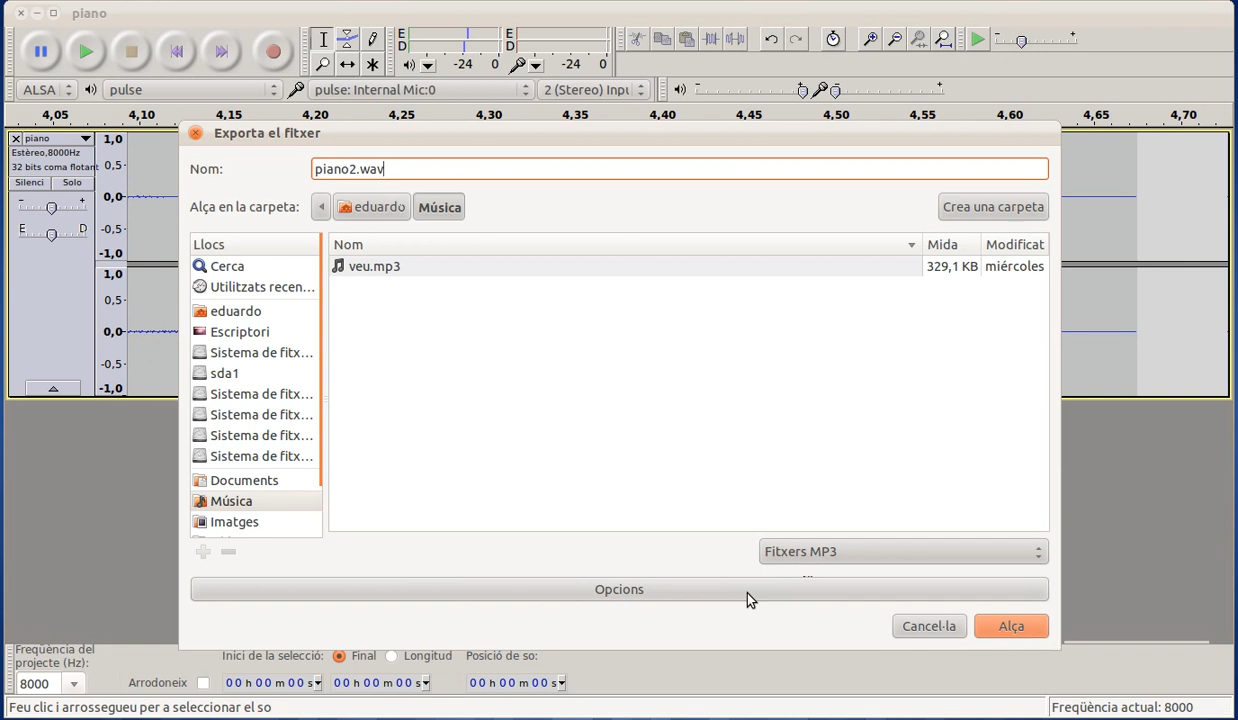 piano
E
D
-24 0
E
D
-24 0
ALSA
pulse
pulse: Internal Mic:0
2 (Stereo) Inpu
4,05 4,10 4,15 4,20 4,25 4,30 4,35 4,40 4,45 4,50 4,55 4,60 4,65 4,70
piano
Estèreo,8000Hz
32 bits coma flotant
Silenci Solo
- +
E D
1,0
0,5
0,0
-0,5
-1,0
1,0
0,5
0,0
-0,5
-1,0
Exporta el fitxer
Nom: piano2.wav
Alça en la carpeta: eduardo Música Crea una carpeta
Llocs
Cerca
Utilitzats recen...
eduardo
Escriptori
Sistema de fitx...
sda1
Sistema de fitx...
Sistema de fitx...
Sistema de fitx...
Sistema de fitx...
Documents
Música
Imatges
Nom Mida Modificat
veu.mp3 329,1 KB miércoles
Fitxers MP3
Opcions
Cancel·la Alça
Freqüència del
projecte (Hz):
8000
Arrodoneix
Inici de la selecció: Final Longitud Posició de so:
00 h 00 m 00 s 00 h 00 m 00 s 00 h 00 m 00 s
Feu clic i arrossegueu per a seleccionar el so
Freqüència actual: 8000